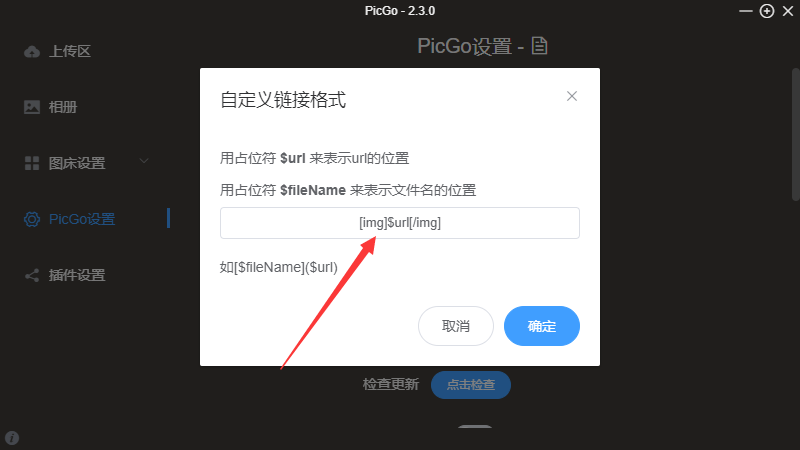 PicGo - 2.3.0
上传区
相册
图床设置
PicGo设置
插件设置
PicGo设置 -
自定义链接格式
用占位符 $url 来表示url的位置
用占位符 $fileName 来表示文件名的位置
[img]$url[/img]
如[$fileName]($url)
取消
确定
检查更新
点击检查